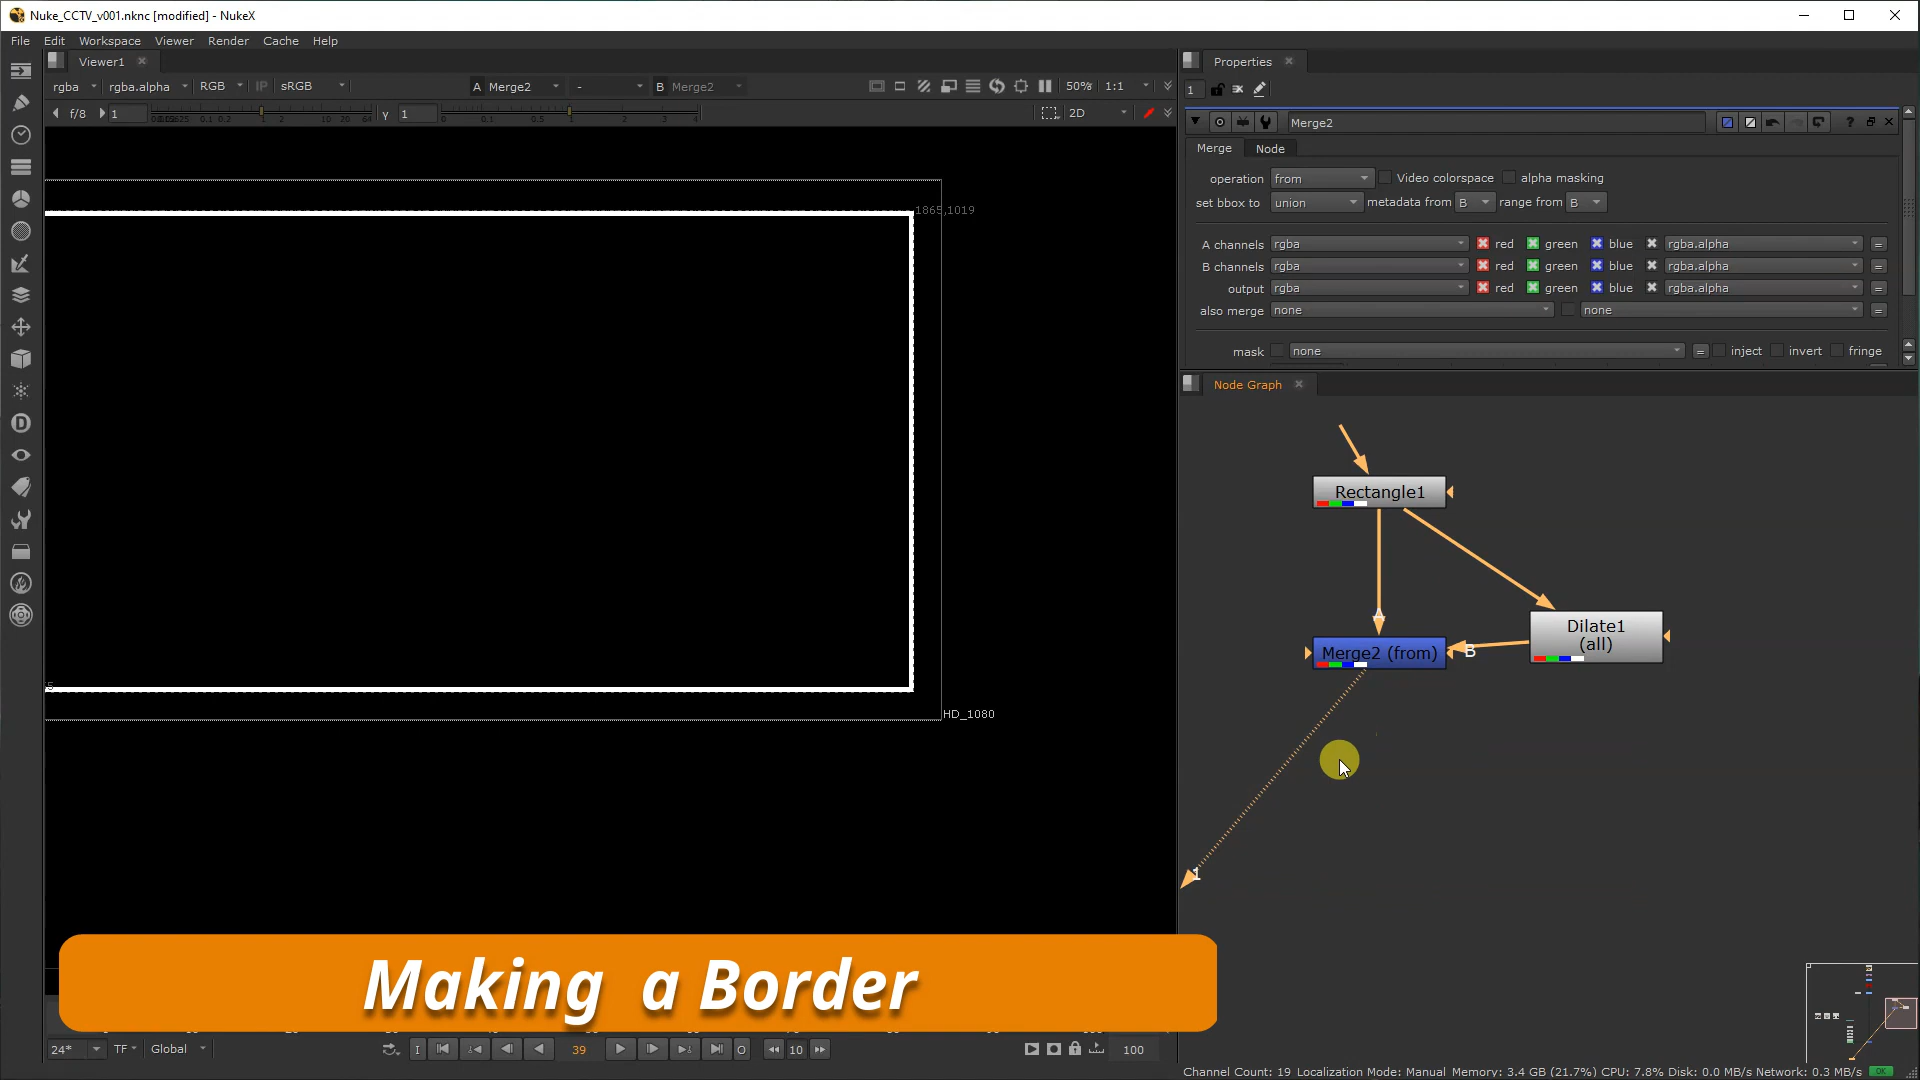 Nuke_CCTV_v001.nknc [modified] - NukeX
File Edit Workspace Viewer Render Cache Help
Viewer1
rgba rgba.alpha RGB IP sRGB A Merge2 - B Merge2 50% 1:1
f/8 1 γ 1 2D
1865,1019
HD_1080
Properties
1
Merge2
Merge Node
operation from Video colorspace alpha masking
set bbox to union metadata from B range from B
A channels rgba red green blue rgba.alpha =
B channels rgba red green blue rgba.alpha =
output rgba red green blue rgba.alpha =
also merge none none =
mask none = inject invert fringe
Node Graph
Rectangle1
A
Merge2 (from)
B
Dilate1
(all)
1
Making a Border
24* TF Global I 39 O 10 100
Channel Count: 19 Localization Mode: Manual Memory: 3.4 GB (21.7%) CPU: 7.8% Disk: 0.0 MB/s Network: 0.3 MB/s OK